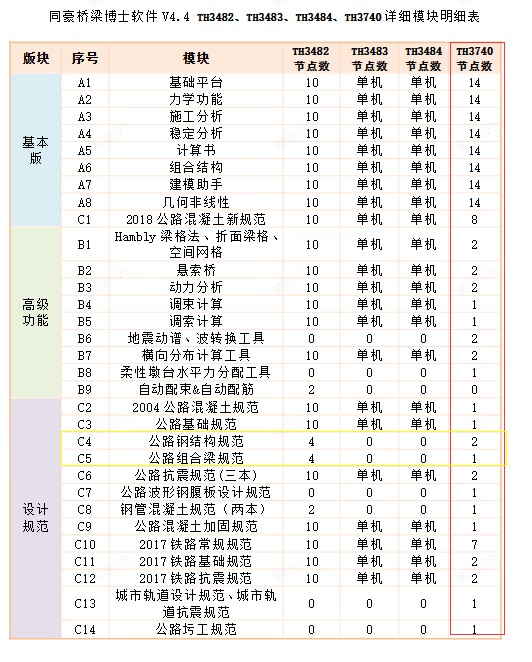 同豪桥梁博士软件 V4.4 TH3482、TH3483、TH3484、TH3740 详细模块明细表
版块 序号 模块 TH3482 节点数 TH3483 节点数 TH3484 节点数 TH3740 节点数
基本版
A1 基础平台 10 单机 单机 14
A2 力学功能 10 单机 单机 14
A3 施工分析 10 单机 单机 14
A4 稳定分析 10 单机 单机 14
A5 计算书 10 单机 单机 14
A6 组合结构 10 单机 单机 14
A7 建模助手 10 单机 单机 14
A8 几何非线性 10 单机 单机 14
C1 2018 公路混凝土新规范 10 单机 单机 8
高级功能
B1 Hambly 梁格法、折面梁格、空间网格 10 单机 单机 2
B2 悬索桥 10 单机 单机 2
B3 动力分析 10 单机 单机 2
B4 调束计算 10 单机 单机 1
B5 调索计算 10 单机 单机 1
B6 地震动谱、波转换工具 0 0 0 2
B7 横向分布计算工具 10 单机 单机 2
B8 柔性墩台水平力分配工具 0 0 0 1
B9 自动配束&自动配筋 2 0 0 0
设计规范
C2 2004 公路混凝土规范 10 单机 单机 1
C3 公路基础规范 10 单机 单机 1
C4 公路钢结构规范 4 0 0 2
C5 公路组合梁规范 4 0 0 1
C6 公路抗震规范(三本) 10 单机 单机 2
C7 公路波形钢腹板设计规范 0 0 0 1
C8 钢管混凝土规范（两本） 2 0 0 1
C9 公路混凝土加固规范 10 单机 单机 1
C10 2017 铁路常规规范 10 单机 单机 7
C11 2017 铁路基础规范 10 单机 单机 2
C12 2017 铁路抗震规范 10 单机 单机 2
C13 城市轨道设计规范、城市轨道抗震规范 0 0 0 1
C14 公路圬工规范 0 0 0 1